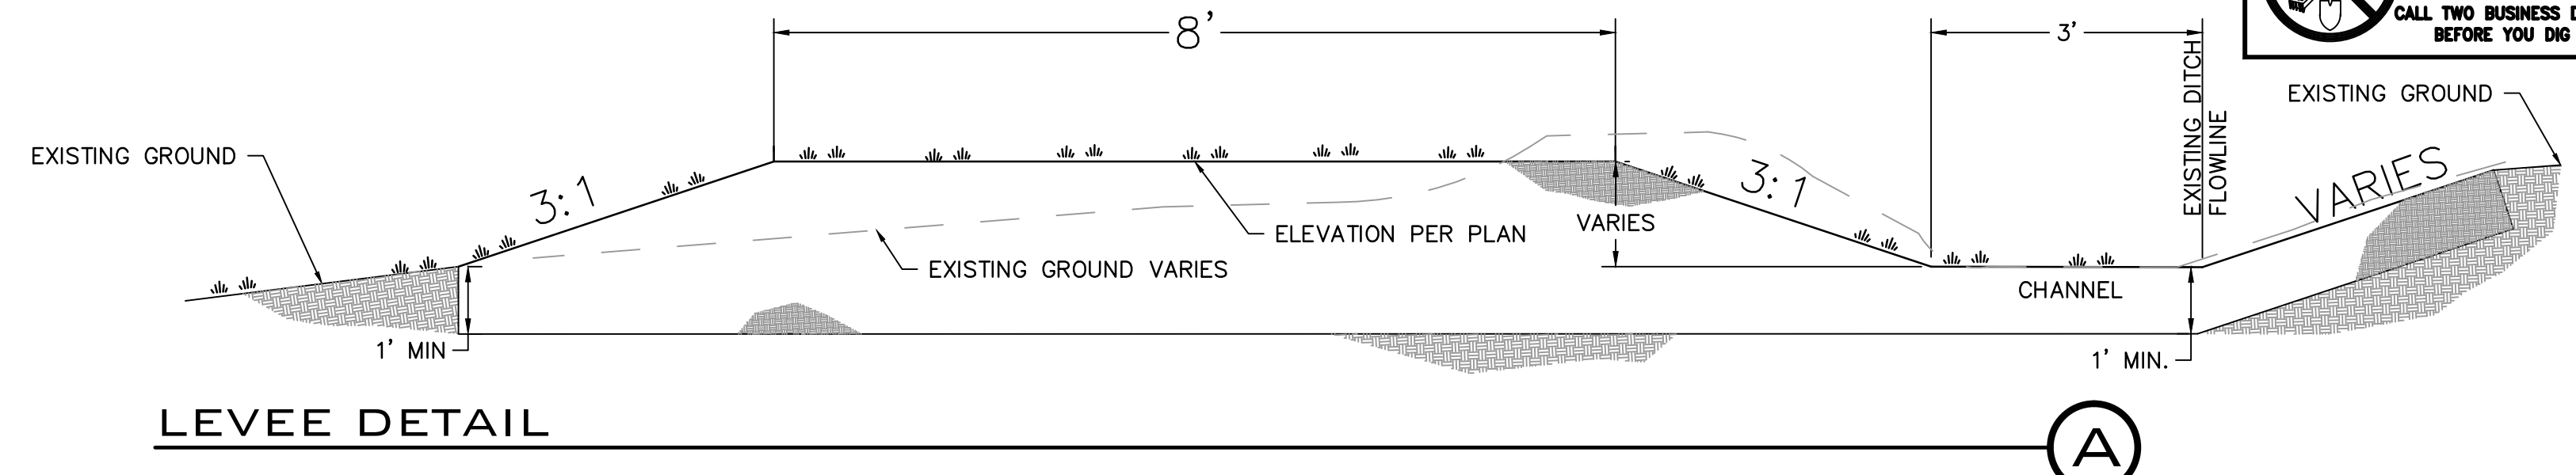 CALL TWO BUSINESS D
BEFORE YOU DIG
8'
3'
EXISTING DITCH
FLOWLINE
EXISTING GROUND
EXISTING GROUND
3:1
3:1
VARIES
VARIES
ELEVATION PER PLAN
EXISTING GROUND VARIES
CHANNEL
1' MIN
1' MIN.
LEVEE DETAIL
A